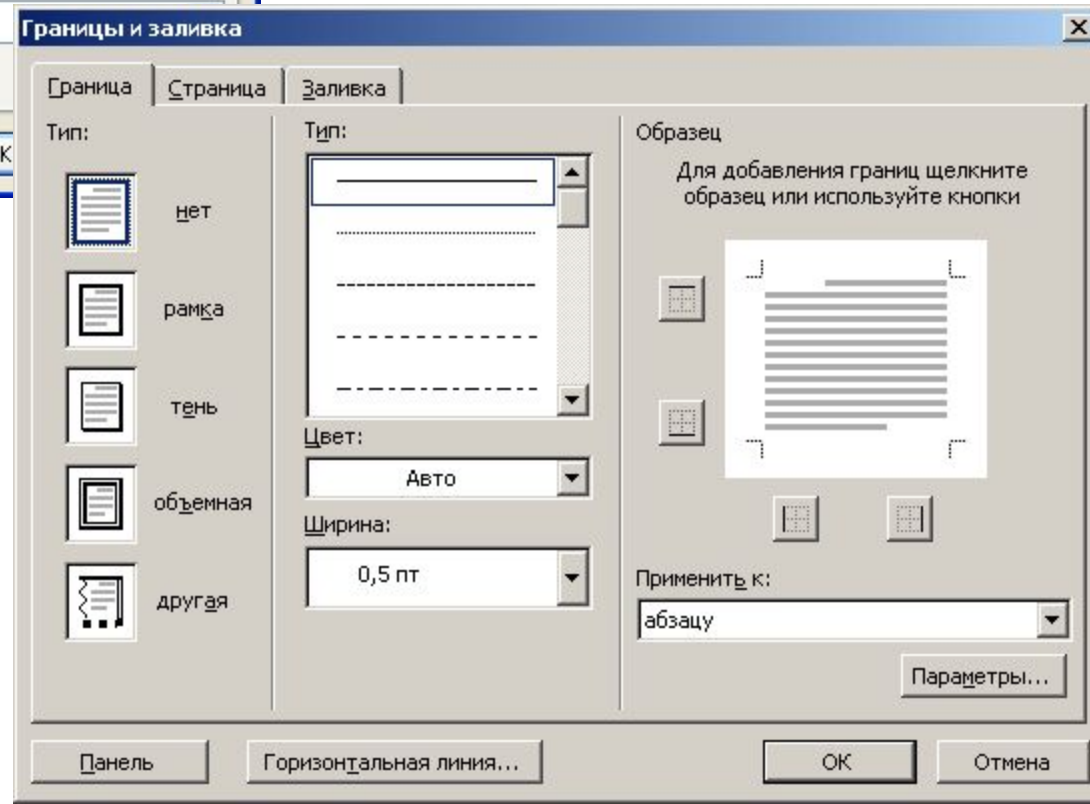 Границы и заливка
Граница
Страница
Заливка
К
Тип:
нет
рамка
тень
объемная
другая
Тип:
Цвет:
Авто
Ширина:
0,5 пт
Образец
Для добавления границ щелкните
образец или используйте кнопки
Применить к:
абзацу
Параметры...
Панель
Горизонтальная линия...
ОК
Отмена